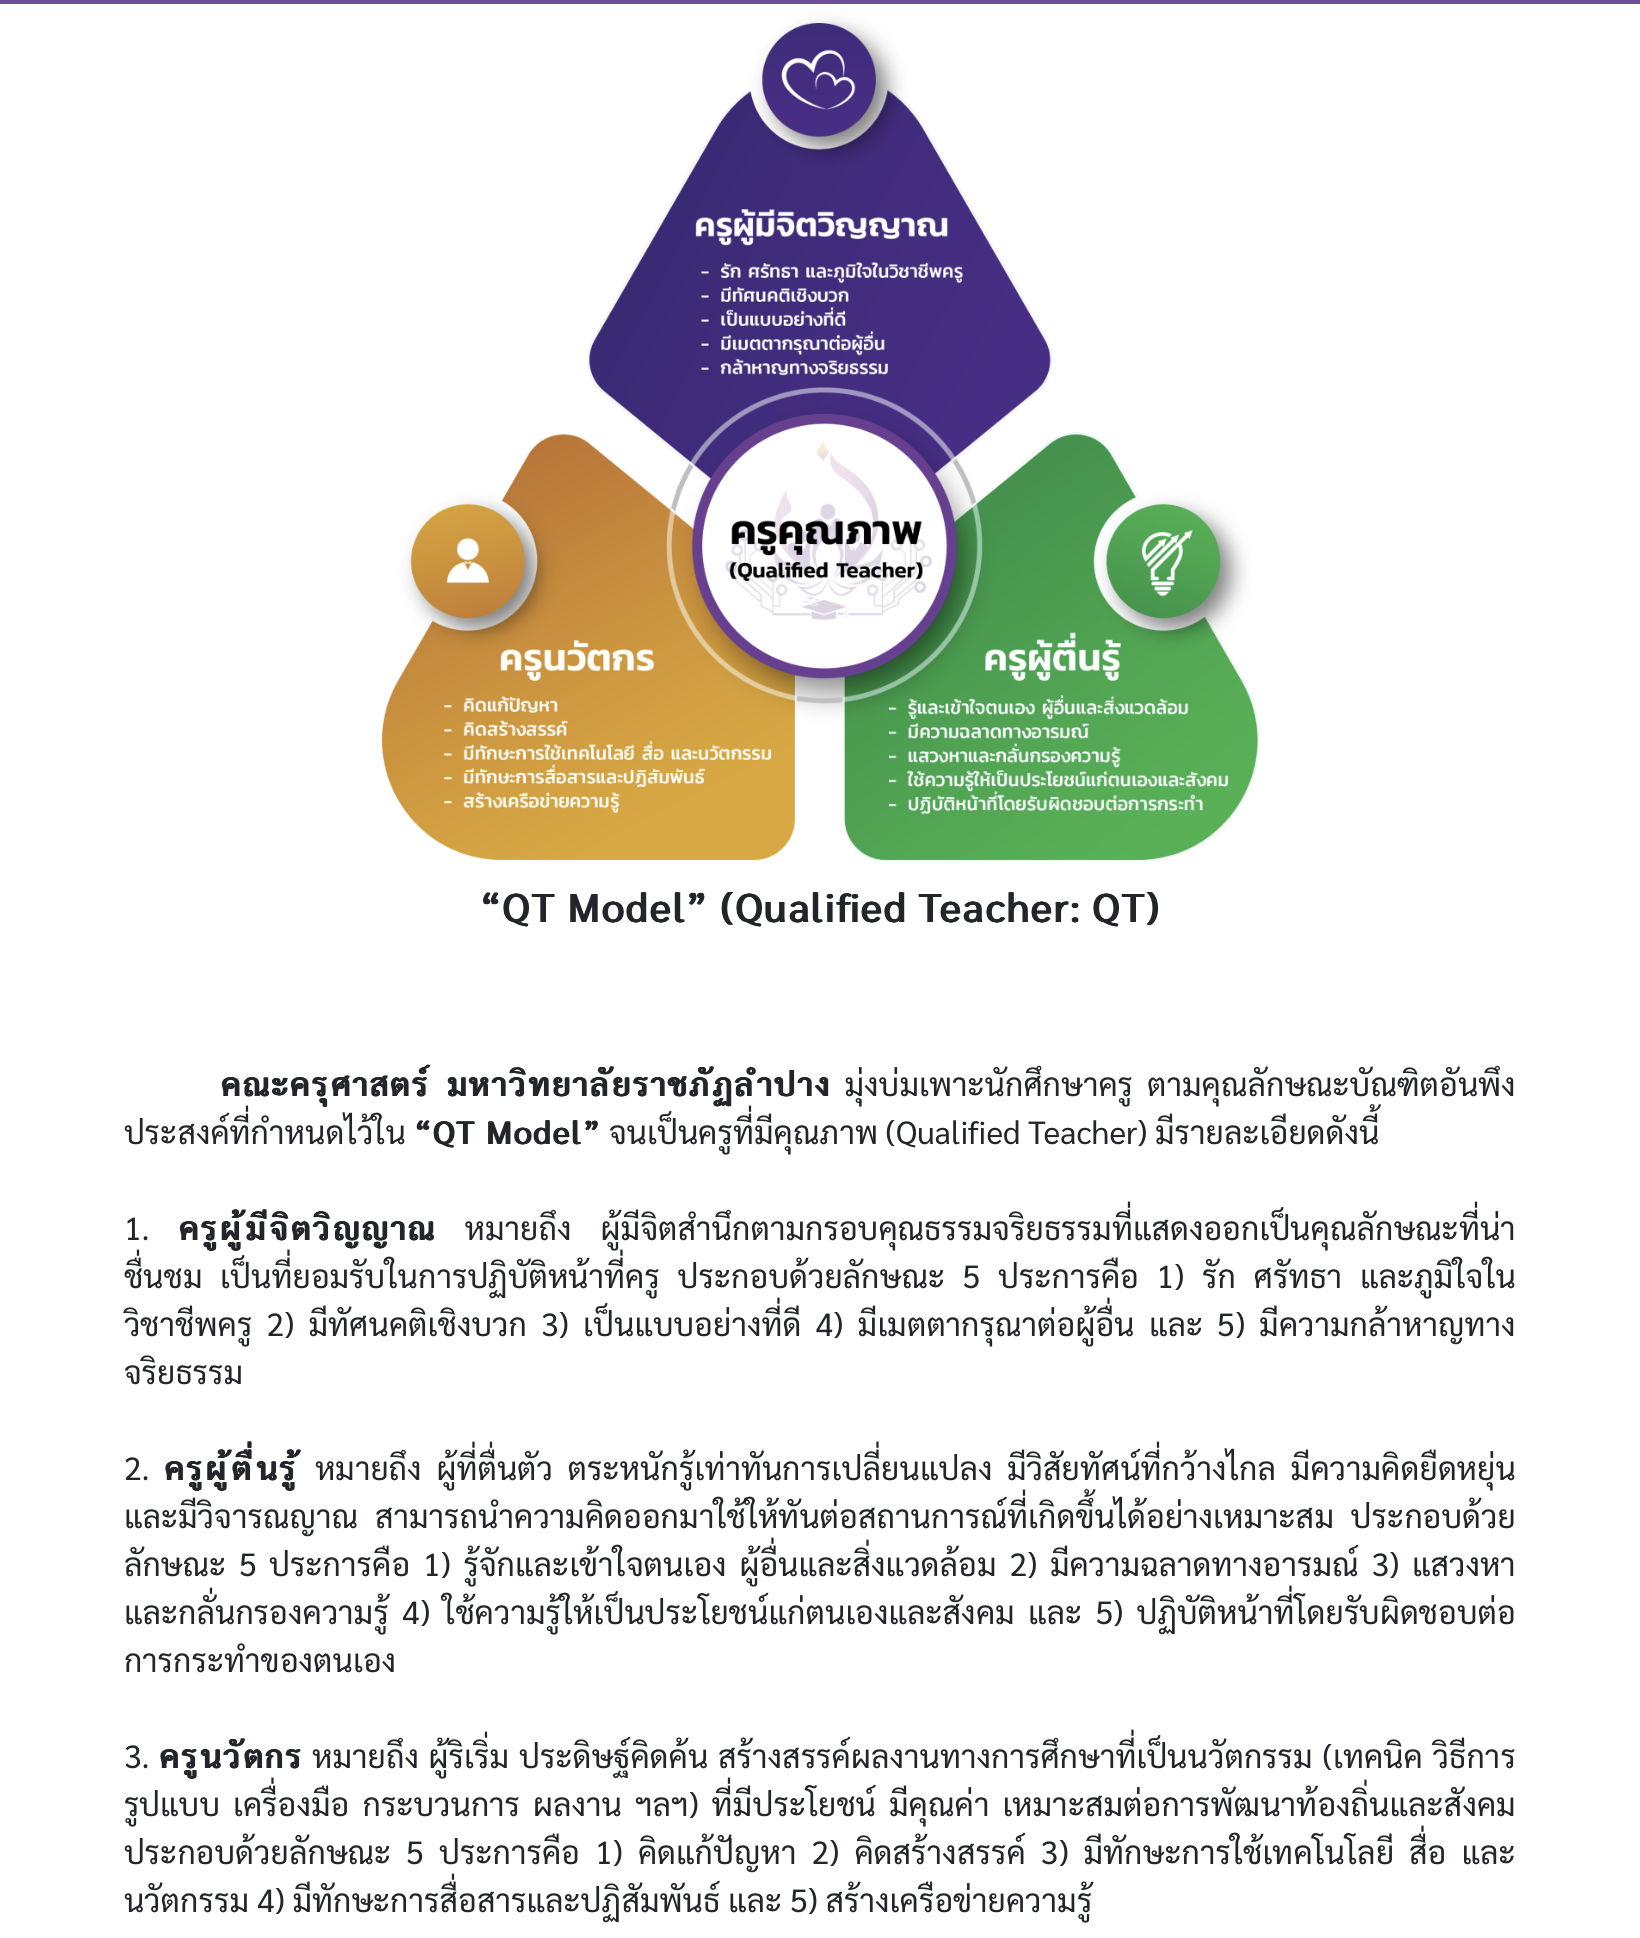 ครูผู้มีจิตวิญญาณ
- รัก ศรัทธา และภูมิใจในวิชาชีพครู
- มีทัศนคติเชิงบวก
- เป็นแบบอย่างที่ดี
- มีเมตตากรุณาต่อผู้อื่น
- กล้าหาญทางจริยธรรม
ครูคุณภาพ
(Qualified Teacher)
ครูนวัตกร
- คิดแก้ปัญหา
- คิดสร้างสรรค์
- มีทักษะการใช้เทคโนโลยี สื่อ และนวัตกรรม
- มีทักษะการสื่อสารและปฏิสัมพันธ์
- สร้างเครือข่ายความรู้
ครูผู้ตื่นรู้
- รู้และเข้าใจตนเอง ผู้อื่นและสิ่งแวดล้อม
- มีความฉลาดทางอารมณ์
- แสวงหาและกลั่นกรองความรู้
- ใช้ความรู้ให้เป็นประโยชน์แก่ตนเองและสังคม
- ปฏิบัติหน้าที่โดยรับผิดชอบต่อการกระทำ
“QT Model” (Qualified Teacher: QT)
คณะครุศาสตร์ มหาวิทยาลัยราชภัฏลำปาง มุ่งบ่มเพาะนักศึกษาครู ตามคุณลักษณะบัณฑิตอันพึง
ประสงค์ที่กำหนดไว้ใน “QT Model” จนเป็นครูที่มีคุณภาพ (Qualified Teacher) มีรายละเอียดดังนี้
1. ครูผู้มีจิตวิญญาณ หมายถึง ผู้มีจิตสำนึกตามกรอบคุณธรรมจริยธรรมที่แสดงออกเป็นคุณลักษณะที่น่า
ชื่นชม เป็นที่ยอมรับในการปฏิบัติหน้าที่ครู ประกอบด้วยลักษณะ 5 ประการคือ 1) รัก ศรัทธา และภูมิใจใน
วิชาชีพครู 2) มีทัศนคติเชิงบวก 3) เป็นแบบอย่างที่ดี 4) มีเมตตากรุณาต่อผู้อื่น และ 5) มีความกล้าหาญทาง
จริยธรรม
2. ครูผู้ตื่นรู้ หมายถึง ผู้ที่ตื่นตัว ตระหนักรู้เท่าทันการเปลี่ยนแปลง มีวิสัยทัศน์ที่กว้างไกล มีความคิดยืดหยุ่น
และมีวิจารณญาณ สามารถนำความคิดออกมาใช้ให้ทันต่อสถานการณ์ที่เกิดขึ้นได้อย่างเหมาะสม ประกอบด้วย
ลักษณะ 5 ประการคือ 1) รู้จักและเข้าใจตนเอง ผู้อื่นและสิ่งแวดล้อม 2) มีความฉลาดทางอารมณ์ 3) แสวงหา
และกลั่นกรองความรู้ 4) ใช้ความรู้ให้เป็นประโยชน์แก่ตนเองและสังคม และ 5) ปฏิบัติหน้าที่โดยรับผิดชอบต่อ
การกระทำของตนเอง
3. ครูนวัตกร หมายถึง ผู้ริเริ่ม ประดิษฐ์คิดค้น สร้างสรรค์ผลงานทางการศึกษาที่เป็นนวัตกรรม (เทคนิค วิธีการ
รูปแบบ เครื่องมือ กระบวนการ ผลงาน ฯลฯ) ที่มีประโยชน์ มีคุณค่า เหมาะสมต่อการพัฒนาท้องถิ่นและสังคม
ประกอบด้วยลักษณะ 5 ประการคือ 1) คิดแก้ปัญหา 2) คิดสร้างสรรค์ 3) มีทักษะการใช้เทคโนโลยี สื่อ และ
นวัตกรรม 4) มีทักษะการสื่อสารและปฏิสัมพันธ์ และ 5) สร้างเครือข่ายความรู้